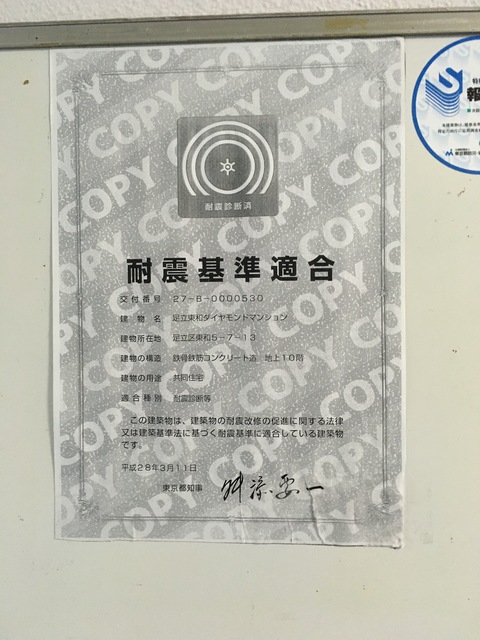 耐震診断済
耐震基準適合
交付番号 27-B-0000530
建物名 足立東和ダイヤモンドマンション
建物所在地 足立区東和5-7-13
建物の構造 鉄骨鉄筋コンクリート造 地上10階
建物の用途 共同住宅
適合種別 耐震診断等
この建築物は、建築物の耐震改修の促進に関する法律
又は建築基準法に基づく耐震基準に適合している建築物
です。
平成28年3月11日
東京都知事 舛添要一
COPY COPY COPY
S
報